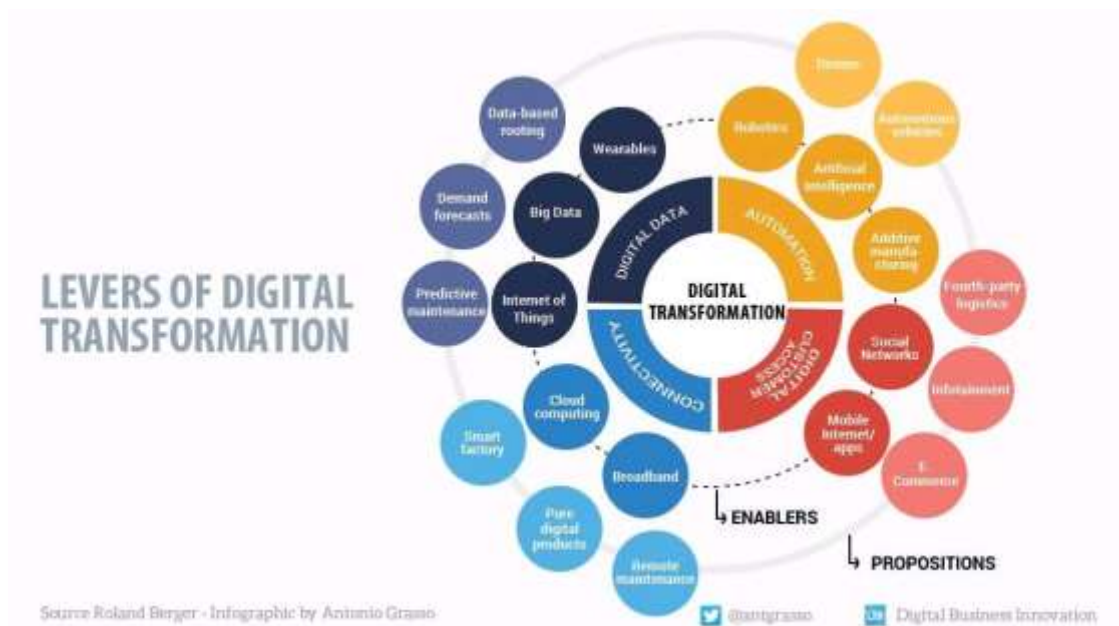 LEVERS OF DIGITAL
TRANSFORMATION
Data-based
rooting
Demand
forecasts
Predictive
maintenance
Wearables
Big Data
Internet of
Things
DIGITAL DATA
Drones
Autonomous
vehicles
Robotics
Artificial
Intelligence
Additive
manufa-
sturing
AUTOMATION
DIGITAL
TRANSFORMATION
Fourth-party
logistics
Infotainment
E-
Commerce
Social
Networks
Mobile
Internet/
apps
DIGITAL
CUSTOMER
ACCESS
CONNECTIVITY
Cloud
computing
Broadband
Smart
factory
Pure
digital
products
Remote
maintenance
ENABLERS
PROPOSITIONS
Source Roland Berger - Infographic by Antonio Grasso
@antgrasso
Digital Business Innovation